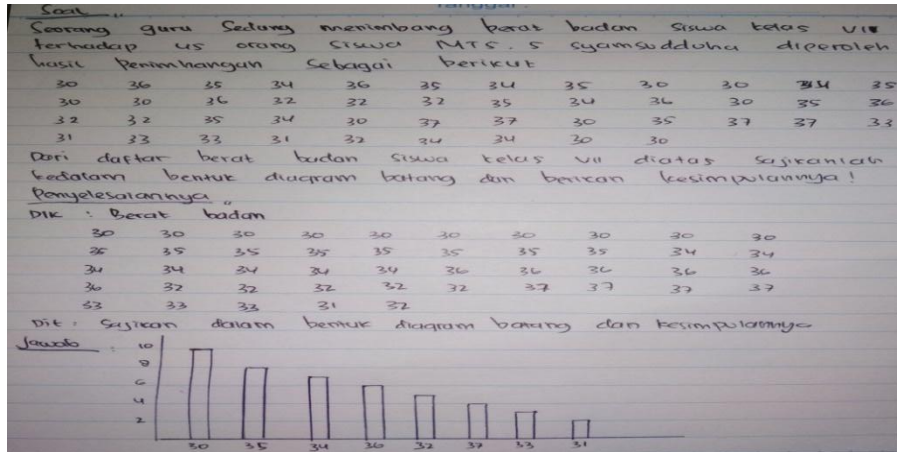 Soal ,,
Seorang guru Sedang menimbang berat badan siswa kelas VII
terhadap 45 orang siswa MTS. S Syamsudduha diperoleh
hasil Penimbangan Sebagai berikut
30 36 35 34 36 35 34 35 30 30 34 35
30 30 36 32 32 32 35 34 36 30 35 36
32 32 35 34 30 37 37 30 35 37 37 33
31 33 33 31 32 34 34 30 30
Dari daftar berat badan siswa kelas VII diatas Sajikanlah
kedalam bentuk diagram batang dan berikan kesimpulannya !
Penyelesaiannya ,,
DIK : Berat badan
30 30 30 30 30 30 30 30 30 30
35 35 35 35 35 35 35 35 34 34
34 34 34 34 34 36 36 36 36 36
36 32 32 32 32 32 37 37 37 37
33 33 33 31 32
Dit : Sajikan dalam bentuk diagram batang dan kesimpulannya
Jawab :
10
8
6
4
2
30 35 34 36 32 37 33 31